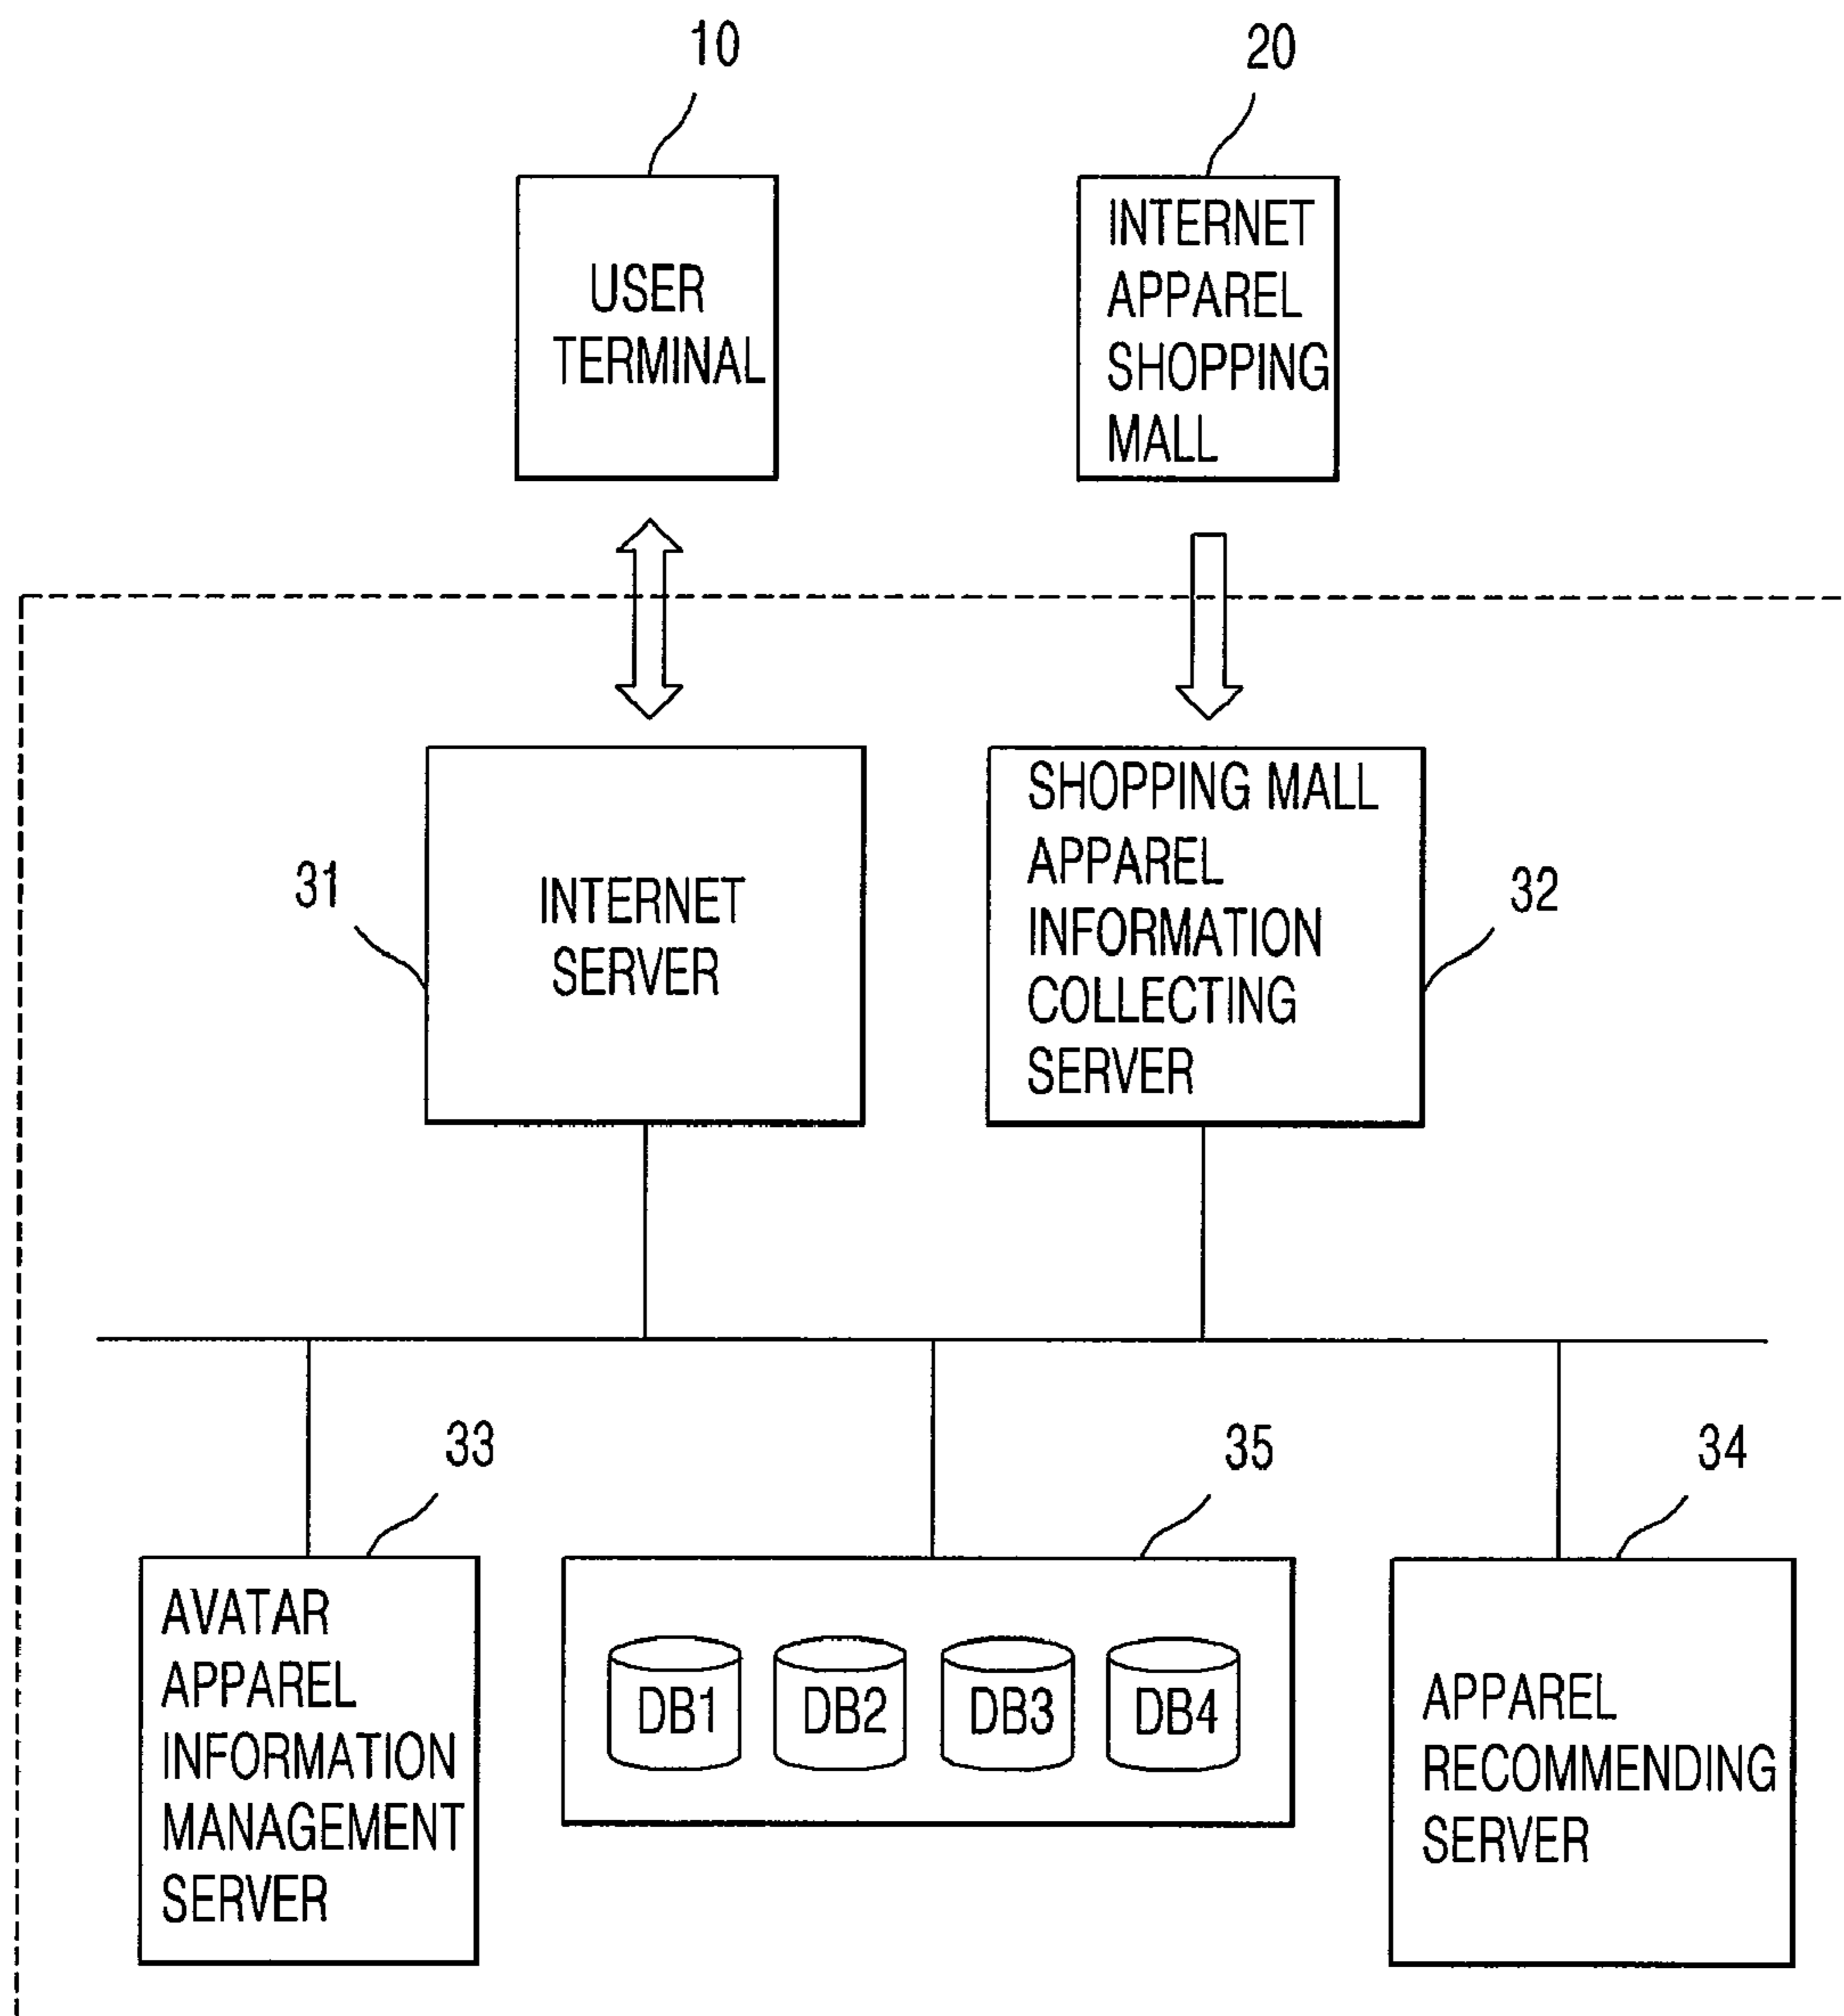 10
20
USER
TERMINAL
INTERNET
APPAREL
SHOPPING
MALL
31
INTERNET
SERVER
SHOPPING MALL
APPAREL
INFORMATION
COLLECTING
SERVER
32
33
35
34
AVATAR
APPAREL
INFORMATION
MANAGEMENT
SERVER
DB1
DB2
DB3
DB4
APPAREL
RECOMMENDING
SERVER